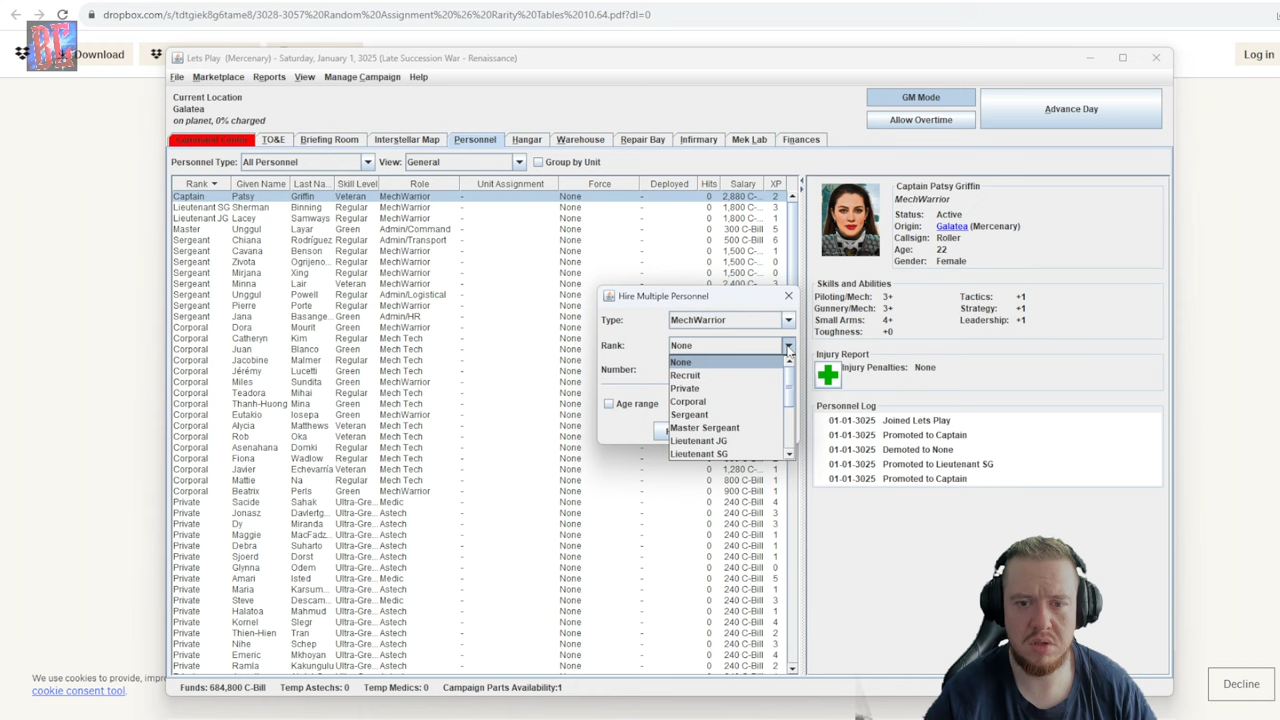 dropbox.com/s/tdtgiek8g6tame8/3028-3057%20Random%20Assignment%20%26%20Rarity%20Tables%2010.64.pdf?dl=0
BC
Download
Log in
Lets Play (Mercenary) - Saturday, January 1, 3025 (Late Succession War - Renaissance)
File Marketplace Reports View Manage Campaign Help
Current Location
Galatea
on planet, 0% charged
GM Mode
Allow Overtime
Advance Day
Command Center TO&E Briefing Room Interstellar Map Personnel Hangar Warehouse Repair Bay Infirmary Mek Lab Finances
Personnel Type: All Personnel View: General Group by Unit
Rank Given Name Last Na... Skill Level Role Unit Assignment Force Deployed Hits Salary XP
Captain Patsy Griffin Veteran MechWarrior - None - 0 2,880 C-... 2
Lieutenant SG Sherman Binning Regular MechWarrior - None - 0 1,800 C-... 3
Lieutenant JG Lacey Samways Regular MechWarrior - None - 0 1,800 C-... 1
Master Unggul Layar Green Admin/Command - None - 0 300 C-Bill 5
Sergeant Chiana Rodríguez Regular Admin/Transport - None - 0 500 C-Bill 6
Sergeant Cavana Benson Regular MechWarrior - None - 0 1,500 C-... 3
Sergeant Zivota Ognjeno... Regular MechWarrior - None - 0 1,500 C-... 2
Sergeant Mirjana Xing Regular MechWarrior - None
Sergeant Minna Lair Veteran MechWarrior - None
Sergeant Unggul Powell Regular Admin/Logistical -
Sergeant Pierre Porte Regular MechWarrior -
Sergeant Jana Basange... Green Admin/HR -
Corporal Dora Mourit Green MechWarrior -
Corporal Catheryn Kim Regular Mech Tech -
Corporal Juan Blanco Regular Mech Tech -
Corporal Jacobine Malmer Regular Mech Tech -
Corporal Jérémy Lucetti Regular Mech Tech -
Corporal Miles Sundita Regular MechWarrior -
Corporal Teadora Mihai Regular Mech Tech -
Corporal Thanh-Huong Mina Green MechWarrior -
Corporal Eutakio Iosepa Green MechWarrior -
Corporal Alycia Matthews Veteran Mech Tech -
Corporal Rob Oka Green MechWarrior -
Corporal Asenahana Domki Regular Mech Tech - None
Corporal Fiona Wadlow Regular Mech Tech - None
Corporal Javier Echevarría Veteran Mech Tech - None - 0 1,280 C-... 1
Corporal Mattie Na Regular Mech Tech - None - 0 800 C-Bill 1
Corporal Beatrix Perls Green MechWarrior - None - 0 900 C-Bill 1
Private Sacide Sahak Ultra-Gre... Medic - None - 0 240 C-Bill 4
Private Jonasz Daviertg... Ultra-Gre... Astech - None - 0 240 C-Bill 3
Private Dy Miranda Ultra-Gre... Astech - None - 0 240 C-Bill 3
Private Maggie MacFadz... Ultra-Gre... Astech - None - 0 240 C-Bill 4
Private Debra Suharto Ultra-Gre... Astech - None - 0 240 C-Bill 3
Private Sjoerd Dorst Ultra-Gre... Astech - None - 0 240 C-Bill 1
Private Glynna Odem Ultra-Gre... Astech - None - 0 240 C-Bill 1
Private Amari Isted Ultra-Gre... Medic - None - 0 240 C-Bill 5
Private Maria Karsum... Ultra-Gre... Astech - None - 0 240 C-Bill 3
Private Steve Descam... Ultra-Gre... Medic - None - 0 240 C-Bill 3
Private Halatoa Mahmud Ultra-Gre... Astech - None - 0 240 C-Bill 1
Private Kornel Slegr Ultra-Gre... Astech - None - 0 240 C-Bill 4
Private Thien-Hien Tran Ultra-Gre... Astech - None - 0 240 C-Bill 2
Private Nihe Schep Ultra-Gre... Astech - None - 0 240 C-Bill 3
Private Emeric Mkhoyan Ultra-Gre... Astech - None - 0 240 C-Bill 4
Private Ramla Kakungulu Ultra-Gre... Astech - None - 0 240 C-Bill 2
Hire Multiple Personnel
Type: MechWarrior
Rank: None
Number:
Age range
None
Recruit
Private
Corporal
Sergeant
Master Sergeant
Lieutenant JG
Lieutenant SG
Captain Patsy Griffin
MechWarrior
Status: Active
Origin: Galatea (Mercenary)
Callsign: Roller
Age: 22
Gender: Female
Skills and Abilities
Piloting/Mech: 3+ Tactics: +1
Gunnery/Mech: 3+ Strategy: +1
Small Arms: 4+ Leadership: +1
Toughness: +0
Injury Report
Injury Penalties: None
Personnel Log
01-01-3025 Joined Lets Play
01-01-3025 Promoted to Captain
01-01-3025 Demoted to None
01-01-3025 Promoted to Lieutenant SG
01-01-3025 Promoted to Captain
Funds: 684,800 C-Bill Temp Astechs: 0 Temp Medics: 0 Campaign Parts Availability:1
We use cookies to provide, impro
cookie consent tool.
Decline